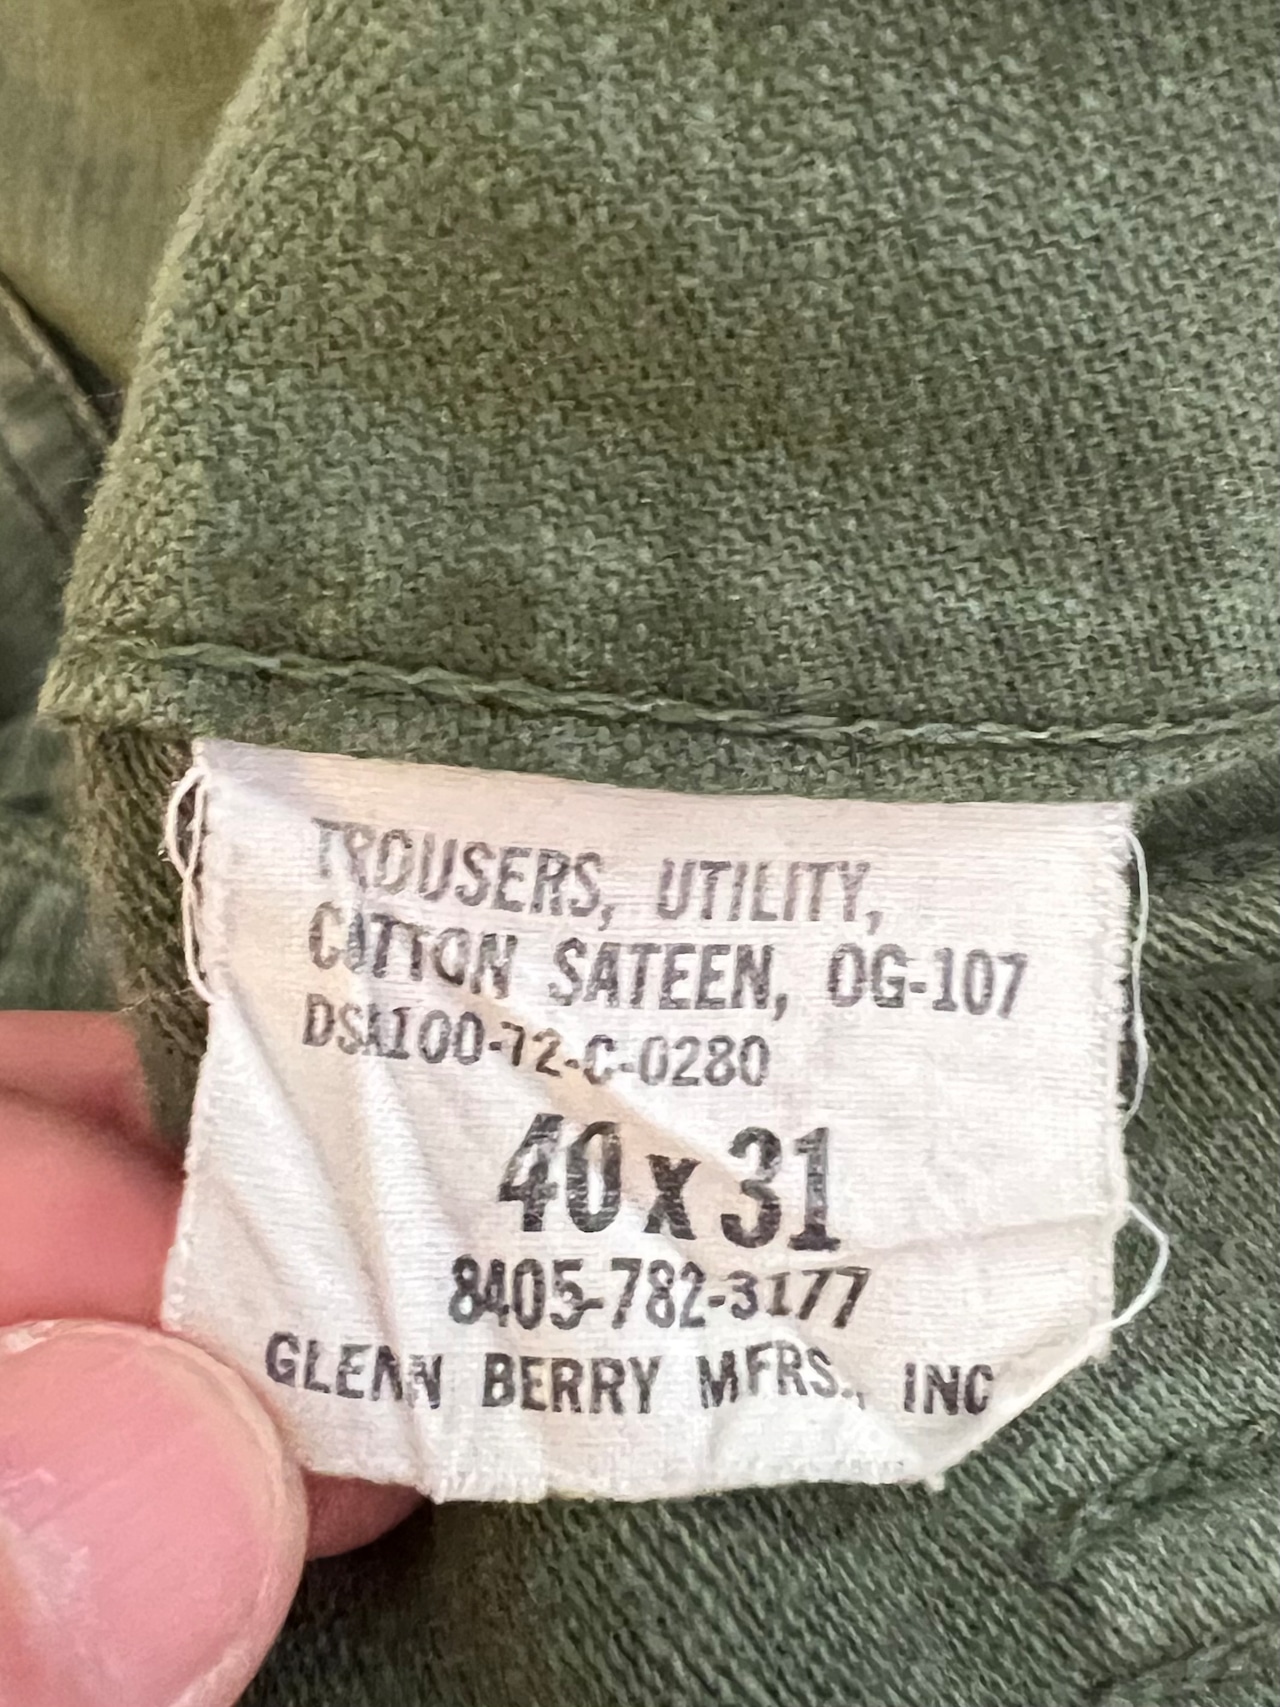 TROUSERS, UTILITY,
COTTON SATEEN, OG-107
DSA100-72-C-0280
40 x 31
8405-782-3177
GLENN BERRY MFRS., INC